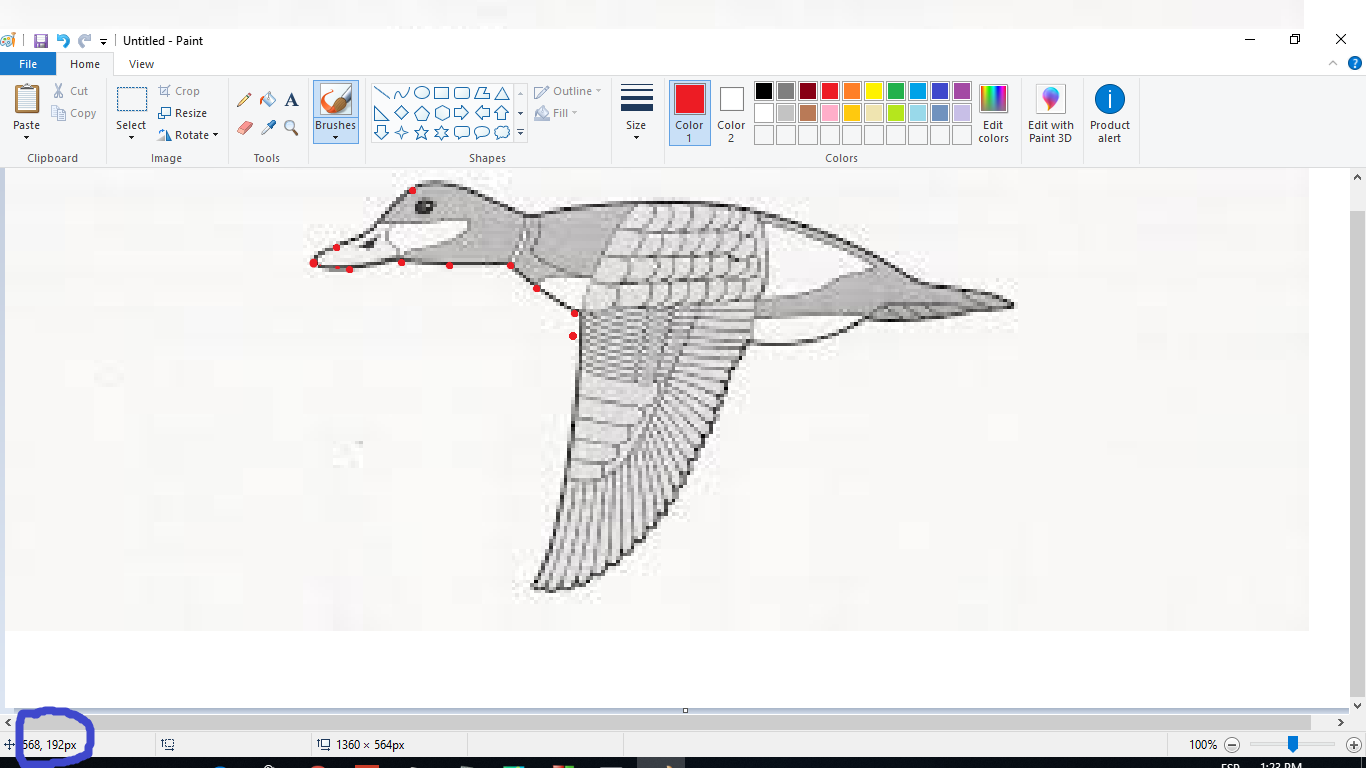 Untitled - Paint
File Home View
Cut
Copy
Paste
Clipboard
Crop
Resize
Rotate
Select
Image
A
Tools
Brushes
Outline
Fill
Shapes
Size
Color 1
Color 2
Edit colors
Colors
Edit with Paint 3D
Product alert
568, 192px
1360 × 564px
100%